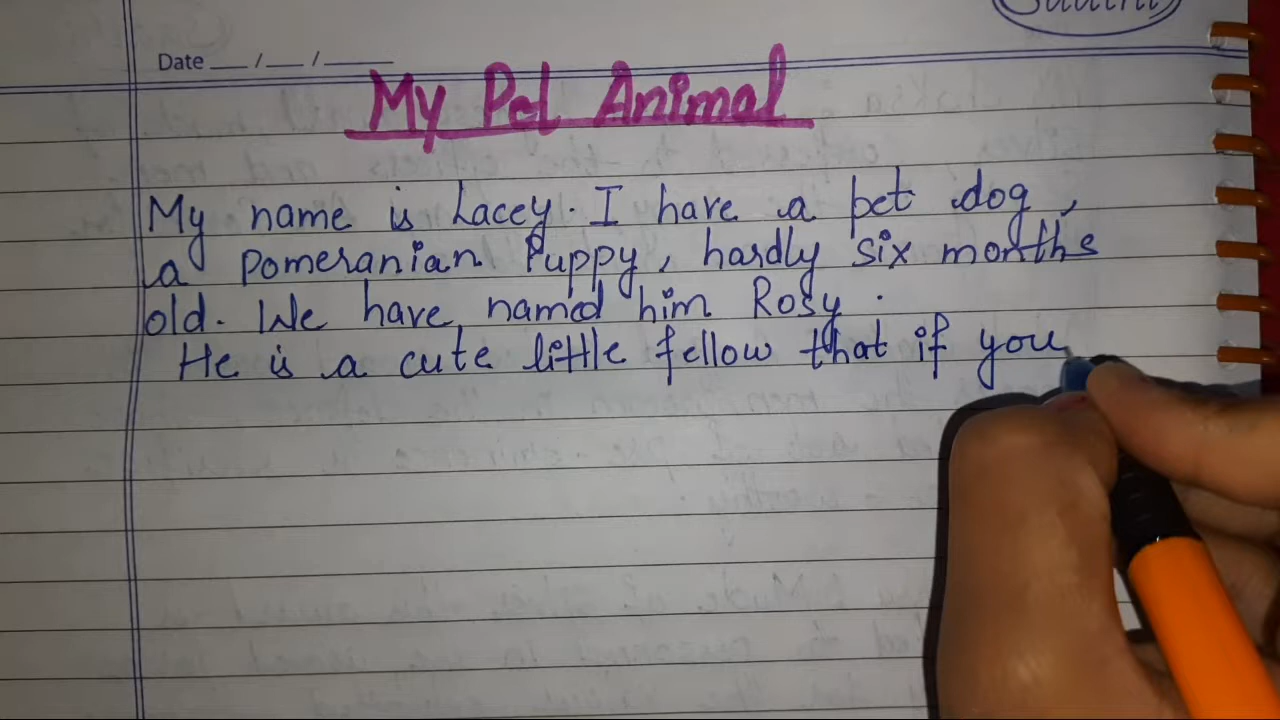 Date __ / __ / ____
My Pet Animal
My name is Lacey. I have a pet dog,
a pomeranian Puppy, hardly six months
old. We have named him Rosy.
He is a cute little fellow that if you